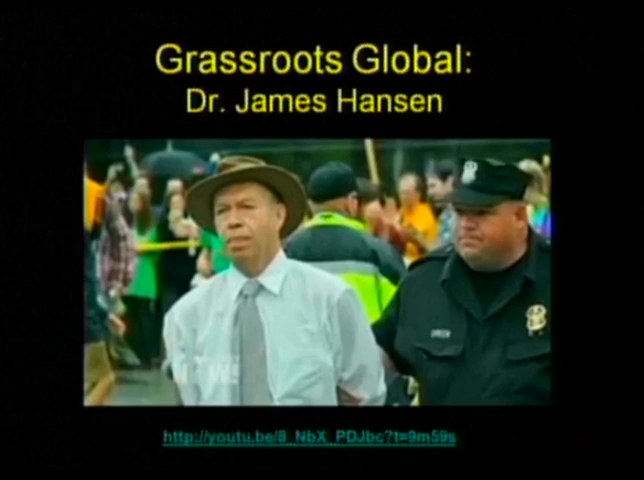 Grassroots Global:
Dr. James Hansen
http://youtu.be/8_NbX_PDJbc?t=9m59s